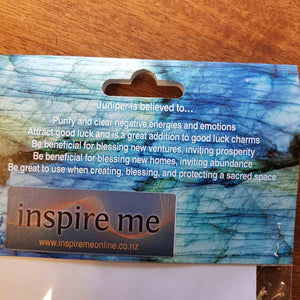 Juniper is believed to...
Purify and clear negative energies and emotions
Attract good luck and is a great addition to good luck charms
Be beneficial for blessing new ventures, inviting prosperity
Be beneficial for blessing new homes, inviting abundance
Be great to use when creating, blessing, and protecting a sacred space
inspire me
www.inspiremeonline.co.nz